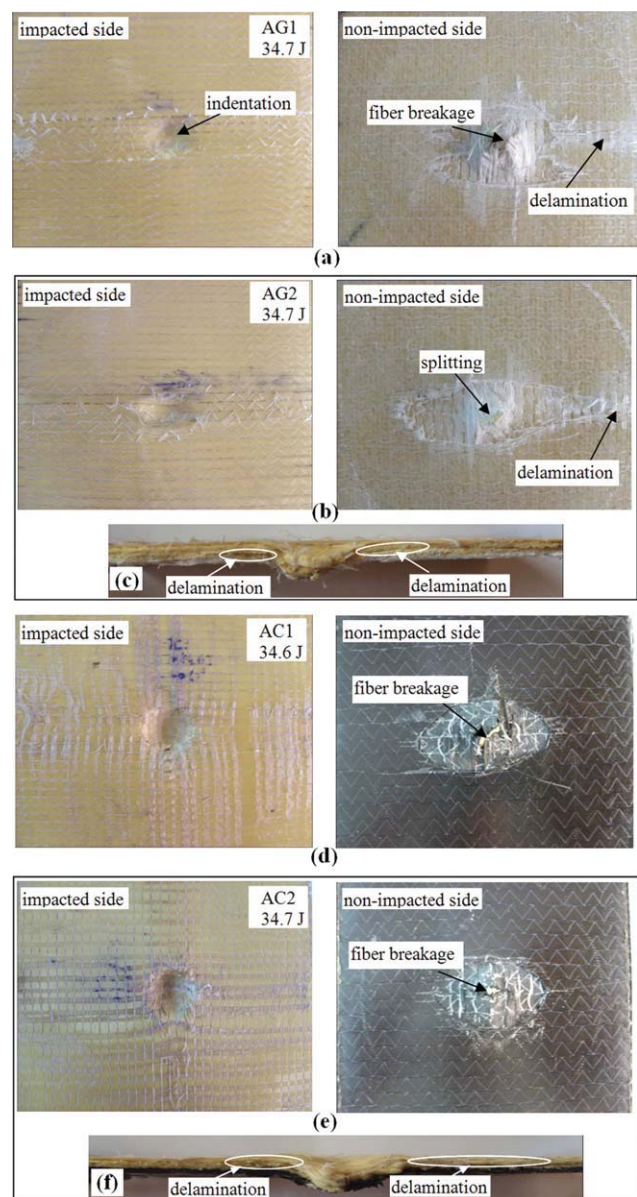 impacted side
AG1
34.7 J
indentation
non-impacted side
fiber breakage
delamination
(a)
impacted side
AG2
34.7 J
non-impacted side
splitting
delamination
(b)
(c)
delamination
delamination
impacted side
AC1
34.6 J
non-impacted side
fiber breakage
(d)
impacted side
AC2
34.7 J
non-impacted side
fiber breakage
(e)
(f)
delamination
delamination